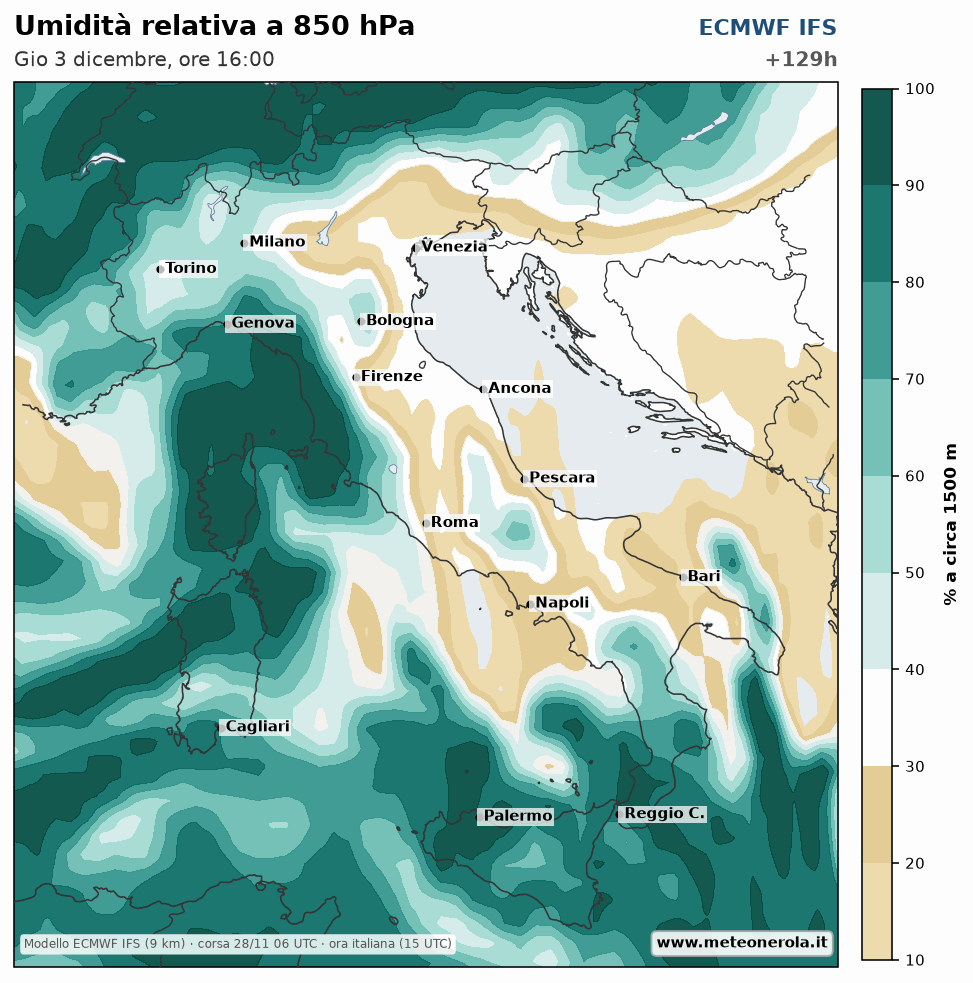 Umidità relativa a 850 hPa
ECMWF IFS
Gio 3 dicembre, ore 16:00
+129h
100
90
80
70
60
50
40
30
20
10
% a circa 1500 m
Milano
Venezia
Torino
Genova
Bologna
Firenze
Ancona
Pescara
Roma
Bari
Napoli
Cagliari
Palermo
Reggio C.
Modello ECMWF IFS (9 km) · corsa 28/11 06 UTC · ora italiana (15 UTC)
www.meteonerola.it